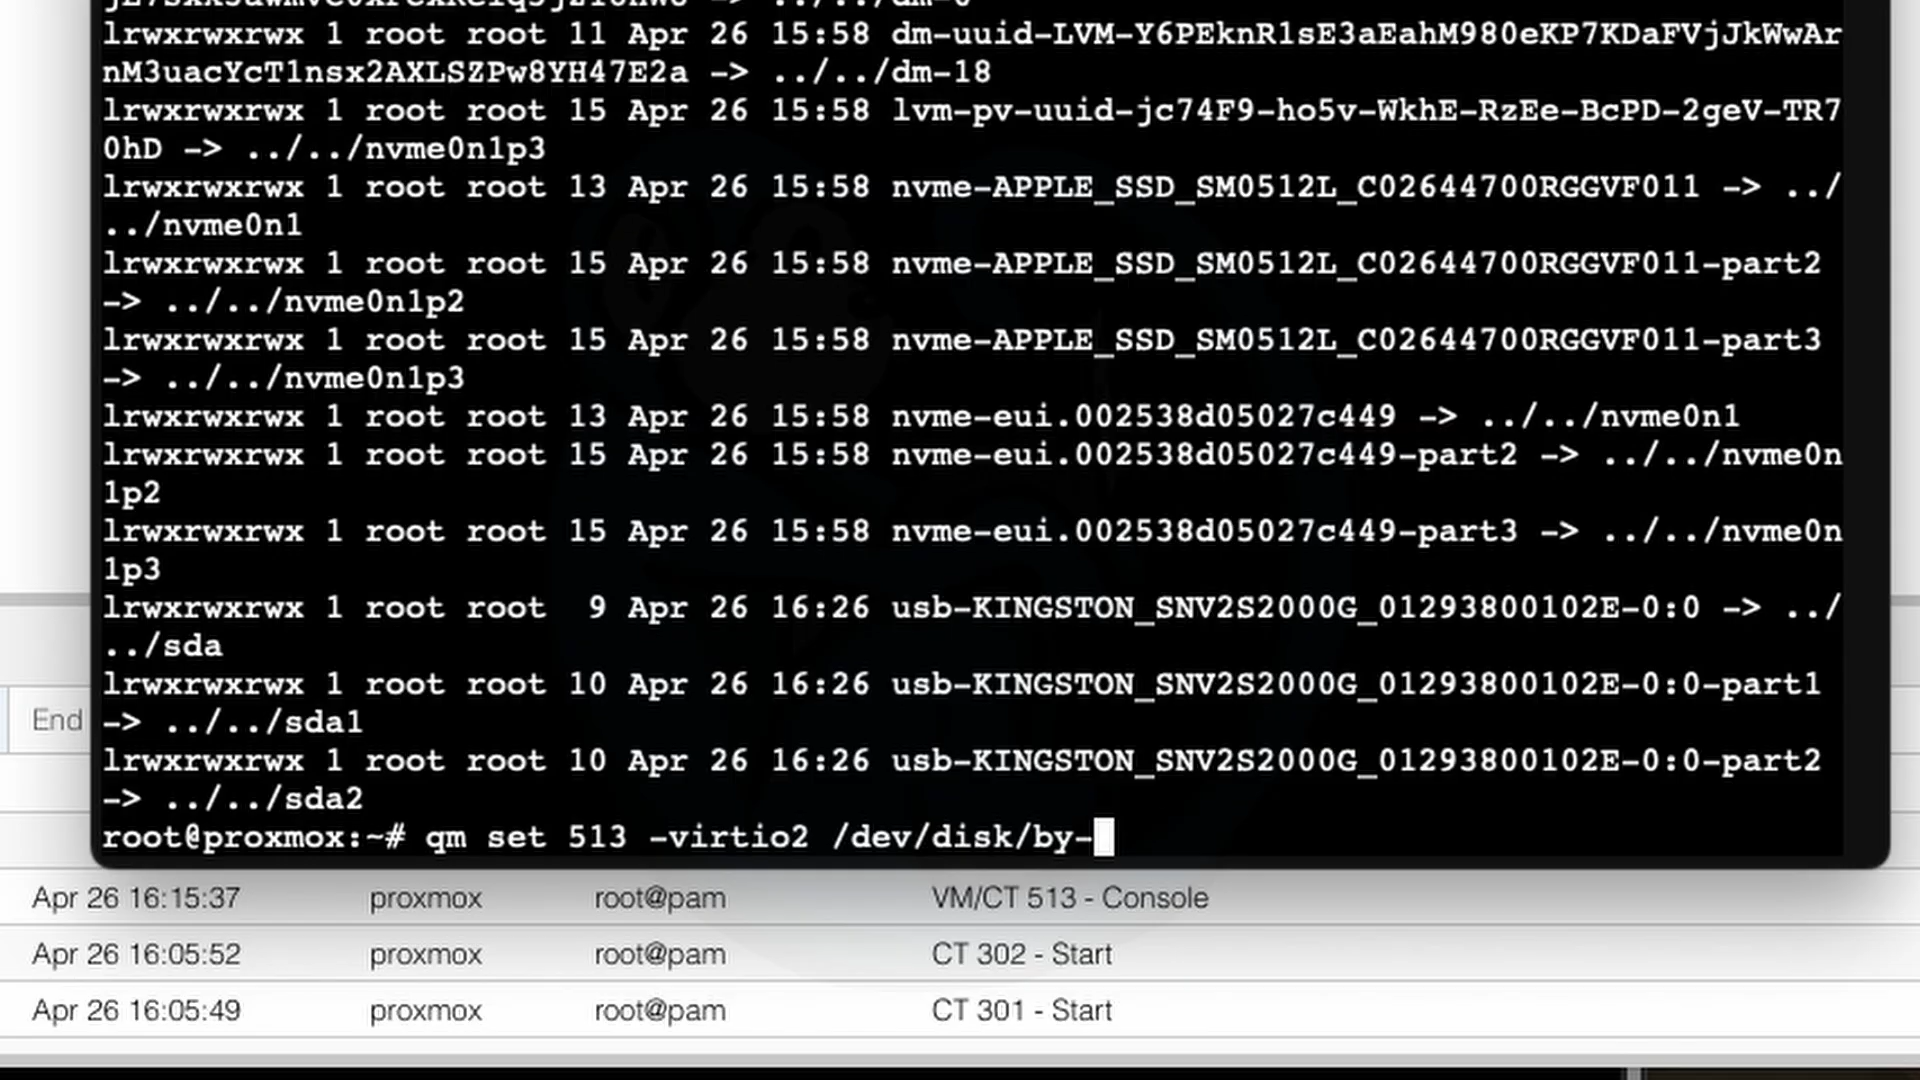 lrwxrwxrwx 1 root root 11 Apr 26 15:58 dm-uuid-LVM-Y6PEknR1sE3aEahM980eKP7KDaFVjJkWwAr
nM3uacYcT1nsx2AXLSZPw8YH47E2a -> ../../dm-18
lrwxrwxrwx 1 root root 15 Apr 26 15:58 lvm-pv-uuid-jc74F9-ho5v-WkhE-RzEe-BcPD-2geV-TR7
0hD -> ../../nvme0n1p3
lrwxrwxrwx 1 root root 13 Apr 26 15:58 nvme-APPLE_SSD_SM0512L_C02644700RGGVF011 -> ../
../nvme0n1
lrwxrwxrwx 1 root root 15 Apr 26 15:58 nvme-APPLE_SSD_SM0512L_C02644700RGGVF011-part2
-> ../../nvme0n1p2
lrwxrwxrwx 1 root root 15 Apr 26 15:58 nvme-APPLE_SSD_SM0512L_C02644700RGGVF011-part3
-> ../../nvme0n1p3
lrwxrwxrwx 1 root root 13 Apr 26 15:58 nvme-eui.002538d05027c449 -> ../../nvme0n1
lrwxrwxrwx 1 root root 15 Apr 26 15:58 nvme-eui.002538d05027c449-part2 -> ../../nvme0n
1p2
lrwxrwxrwx 1 root root 15 Apr 26 15:58 nvme-eui.002538d05027c449-part3 -> ../../nvme0n
1p3
lrwxrwxrwx 1 root root  9 Apr 26 16:26 usb-KINGSTON_SNV2S2000G_01293800102E-0:0 -> ../
../sda
lrwxrwxrwx 1 root root 10 Apr 26 16:26 usb-KINGSTON_SNV2S2000G_01293800102E-0:0-part1
-> ../../sda1
lrwxrwxrwx 1 root root 10 Apr 26 16:26 usb-KINGSTON_SNV2S2000G_01293800102E-0:0-part2
-> ../../sda2
root@proxmox:~# qm set 513 -virtio2 /dev/disk/by-
End
Apr 26 16:15:37 proxmox root@pam VM/CT 513 - Console
Apr 26 16:05:52 proxmox root@pam CT 302 - Start
Apr 26 16:05:49 proxmox root@pam CT 301 - Start